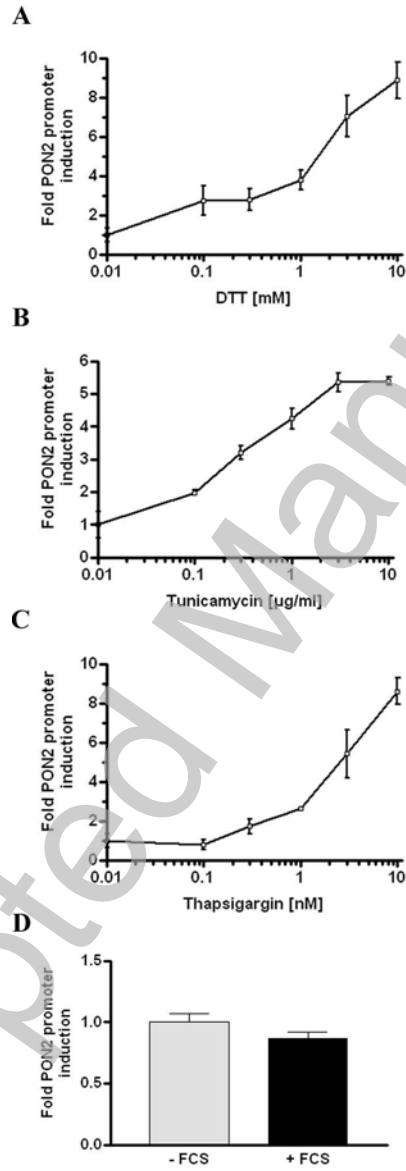 A
Fold PON2 promoter
induction
10
8
6
4
2
0
0.01 0.1 1 10
DTT [mM]
B
Fold PON2 promoter
induction
6
5
4
3
2
1
0
0.01 0.1 1 10
Tunicamycin [µg/ml]
C
Fold PON2 promoter
induction
10
8
6
4
2
0
0.01 0.1 1 10
Thapsigargin [nM]
D
Fold PON2 promoter
induction
1.5
1.0
0.5
0.0
- FCS + FCS
pted Man